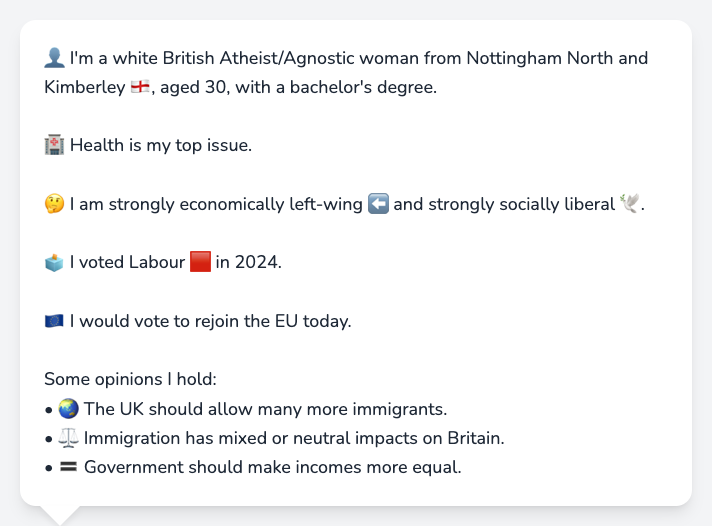 👤 I'm a white British Atheist/Agnostic woman from Nottingham North and
Kimberley 🏴󠁧󠁢󠁥󠁮󠁧󠁿, aged 30, with a bachelor's degree.
🏥 Health is my top issue.
🤔 I am strongly economically left-wing ⬅️ and strongly socially liberal 🕊️.
🗳️ I voted Labour 🟥 in 2024.
🇪🇺 I would vote to rejoin the EU today.
Some opinions I hold:
• 🌏 The UK should allow many more immigrants.
• ⚖️ Immigration has mixed or neutral impacts on Britain.
• 🟰 Government should make incomes more equal.